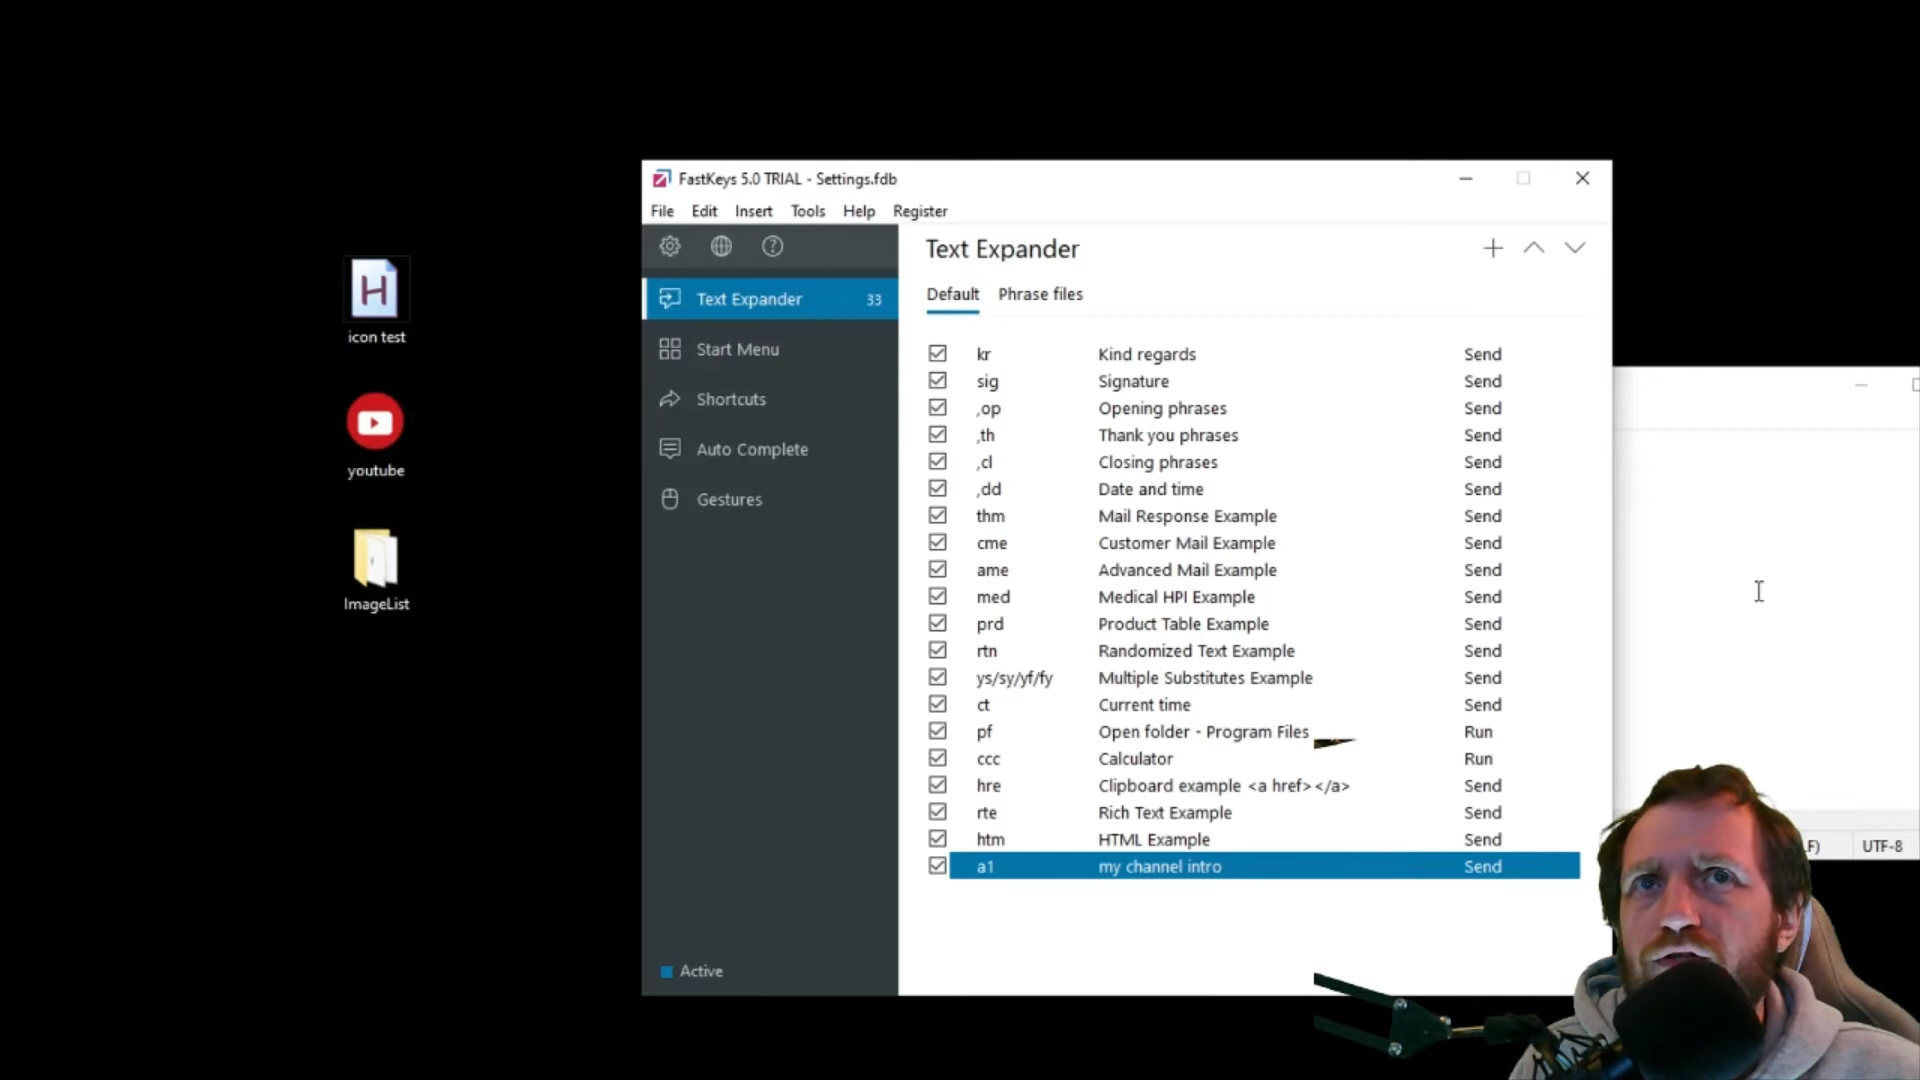 FastKeys 5.0 TRIAL - Settings.fdb
File Edit Insert Tools Help Register
Text Expander 33
Start Menu
Shortcuts
Auto Complete
Gestures
Active
Text Expander
Default Phrase files
kr Kind regards Send
sig Signature Send
,op Opening phrases Send
,th Thank you phrases Send
,cl Closing phrases Send
,dd Date and time Send
thm Mail Response Example Send
cme Customer Mail Example Send
ame Advanced Mail Example Send
med Medical HPI Example Send
prd Product Table Example Send
rtn Randomized Text Example Send
ys/sy/yf/fy Multiple Substitutes Example Send
ct Current time Send
pf Open folder - Program Files Run
ccc Calculator Run
hre Clipboard example <a href></a> Send
rte Rich Text Example Send
htm HTML Example Send
a1 my channel intro Send
H
icon test
youtube
ImageList
F) UTF-8